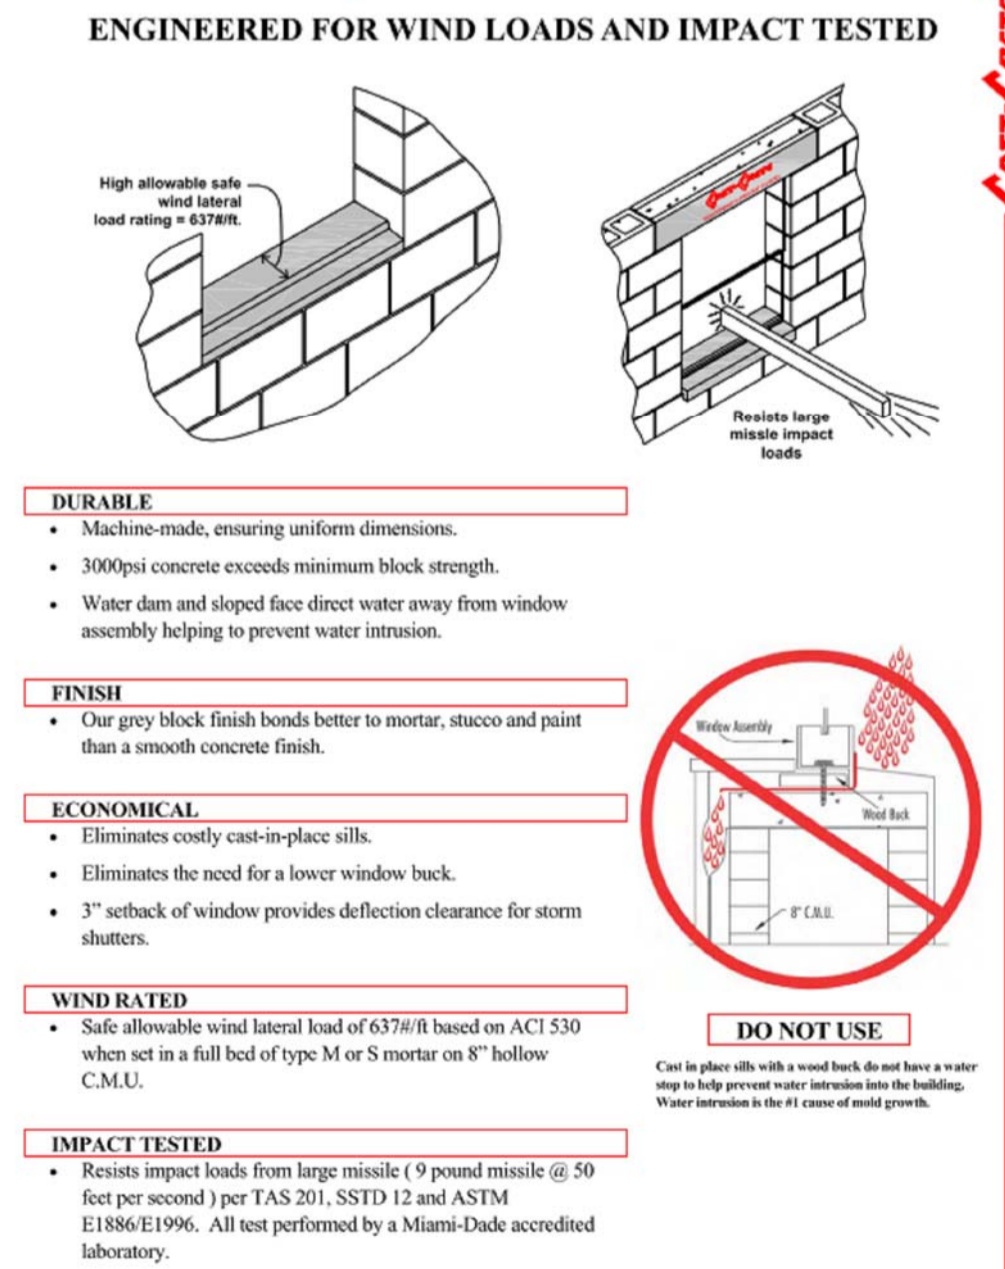 ENGINEERED FOR WIND LOADS AND IMPACT TESTED
High allowable safe
wind lateral
load rating = 637#/ft.
Resists large
missle impact
loads
DURABLE
• Machine-made, ensuring uniform dimensions.
• 3000psi concrete exceeds minimum block strength.
• Water dam and sloped face direct water away from window
assembly helping to prevent water intrusion.
FINISH
• Our grey block finish bonds better to mortar, stucco and paint
than a smooth concrete finish.
ECONOMICAL
• Eliminates costly cast-in-place sills.
• Eliminates the need for a lower window buck.
• 3” setback of window provides deflection clearance for storm
shutters.
WIND RATED
• Safe allowable wind lateral load of 637#/ft based on ACI 530
when set in a full bed of type M or S mortar on 8” hollow
C.M.U.
IMPACT TESTED
• Resists impact loads from large missile ( 9 pound missile @ 50
feet per second ) per TAS 201, SSTD 12 and ASTM
E1886/E1996. All test performed by a Miami-Dade accredited
laboratory.
Window Assembly
Wood Buck
8" C.M.U.
DO NOT USE
Cast in place sills with a wood buck do not have a water
stop to help prevent water intrusion into the building.
Water intrusion is the #1 cause of mold growth.